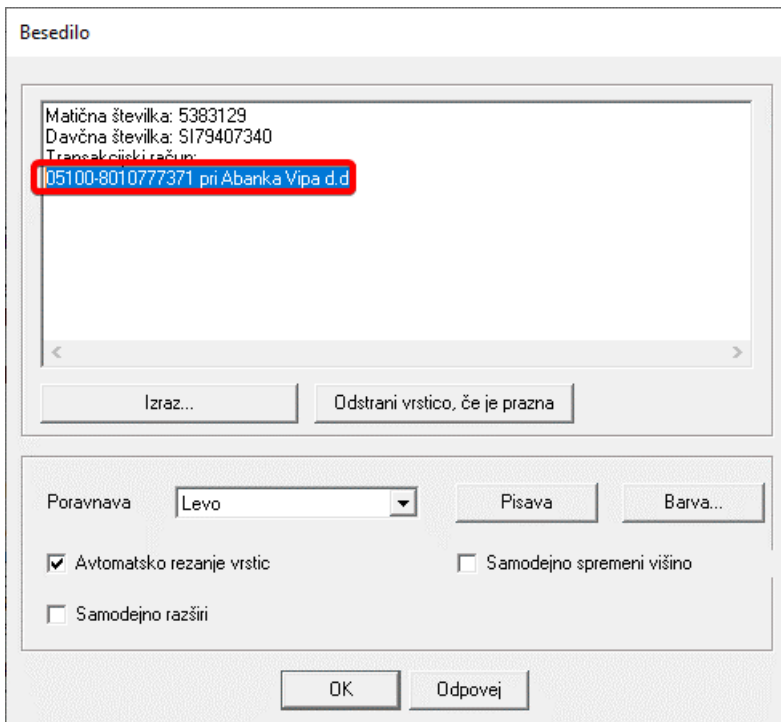 Besedilo
Matična številka: 5383129
Davčna številka: SI79407340
Transakcijski račun:
05100-8010777371 pri Abanka Vipa d.d
Izraz...
Odstrani vrstico, če je prazna
Poravnava
Levo
Pisava
Barva...
Avtomatsko rezanje vrstic
Samodejno spremeni višino
Samodejno razširi
OK
Odpovej